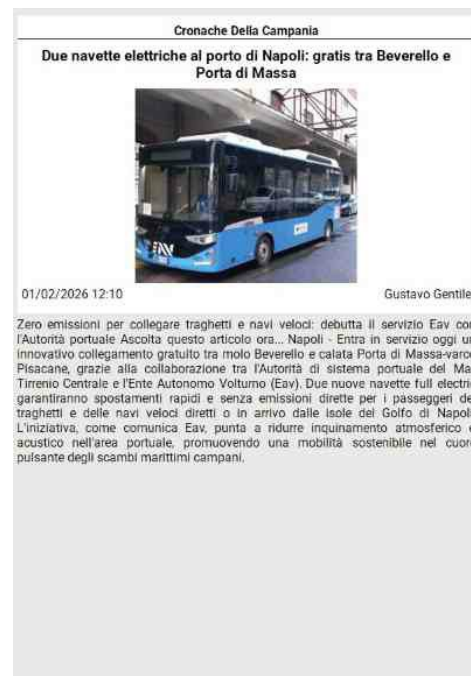 Cronache Della Campania
Due navette elettriche al porto di Napoli: gratis tra Beverello e
Porta di Massa
EAV
01/02/2026 12:10
Gustavo Gentile
Zero emissioni per collegare traghetti e navi veloci: debutta il servizio Eav con
l'Autorità portuale Ascolta questo articolo ora... Napoli - Entra in servizio oggi un
innovativo collegamento gratuito tra molo Beverello e calata Porta di Massa-varco
Pisacane, grazie alla collaborazione tra l'Autorità di sistema portuale del Mar
Tirreno Centrale e l'Ente Autonomo Volturno (Eav). Due nuove navette full electric
garantiranno spostamenti rapidi e senza emissioni dirette per i passeggeri dei
traghetti e delle navi veloci diretti o in arrivo dalle isole del Golfo di Napoli.
L'iniziativa, come comunica Eav, punta a ridurre inquinamento atmosferico e
acustico nell'area portuale, promuovendo una mobilità sostenibile nel cuore
pulsante degli scambi marittimi campani.